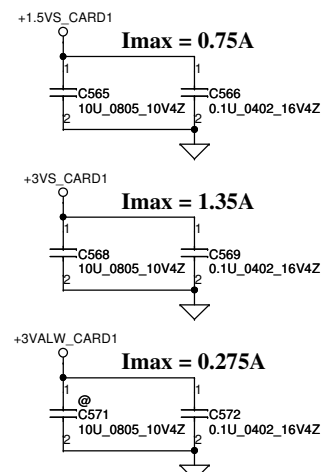 +1.5VS_CARD1
Imax = 0.75A
1 1
C565 C566
10U_0805_10V4Z 0.1U_0402_16V4Z
2 2
+3VS_CARD1
Imax = 1.35A
1 1
C568 C569
10U_0805_10V4Z 0.1U_0402_16V4Z
2 2
+3VALW_CARD1
Imax = 0.275A
1 1
@
C571 C572
10U_0805_10V4Z 0.1U_0402_16V4Z
2 2